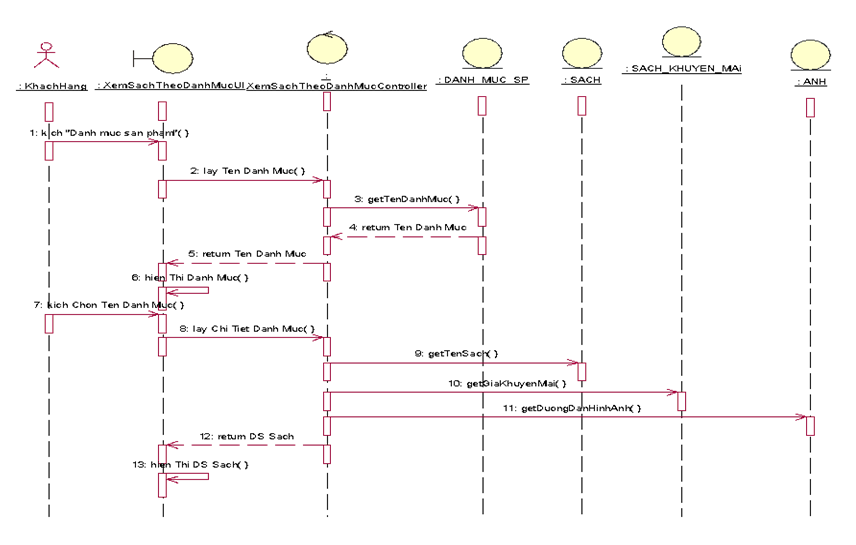 : KhachHang
: XemSachTheoDanhMucUI
:
XemSachTheoDanhMucController
: DANH_MUC_SP
: SACH
: SACH_KHUYEN_MAi
: ANH
1: kich "Danh muc san pham"( )
2: lay Ten Danh Muc( )
3: getTenDanhMuc( )
4: return Ten Danh Muc
5: return Ten Danh Muc
6: hien Thi Danh Muc( )
7: kich Chon Ten Danh Muc( )
8: lay Chi Tiet Danh Muc( )
9: getTenSach( )
10: getGiaKhuyenMai( )
11: getDuongDanHinhAnh( )
12: return DS Sach
13: hien Thi DS Sach( )